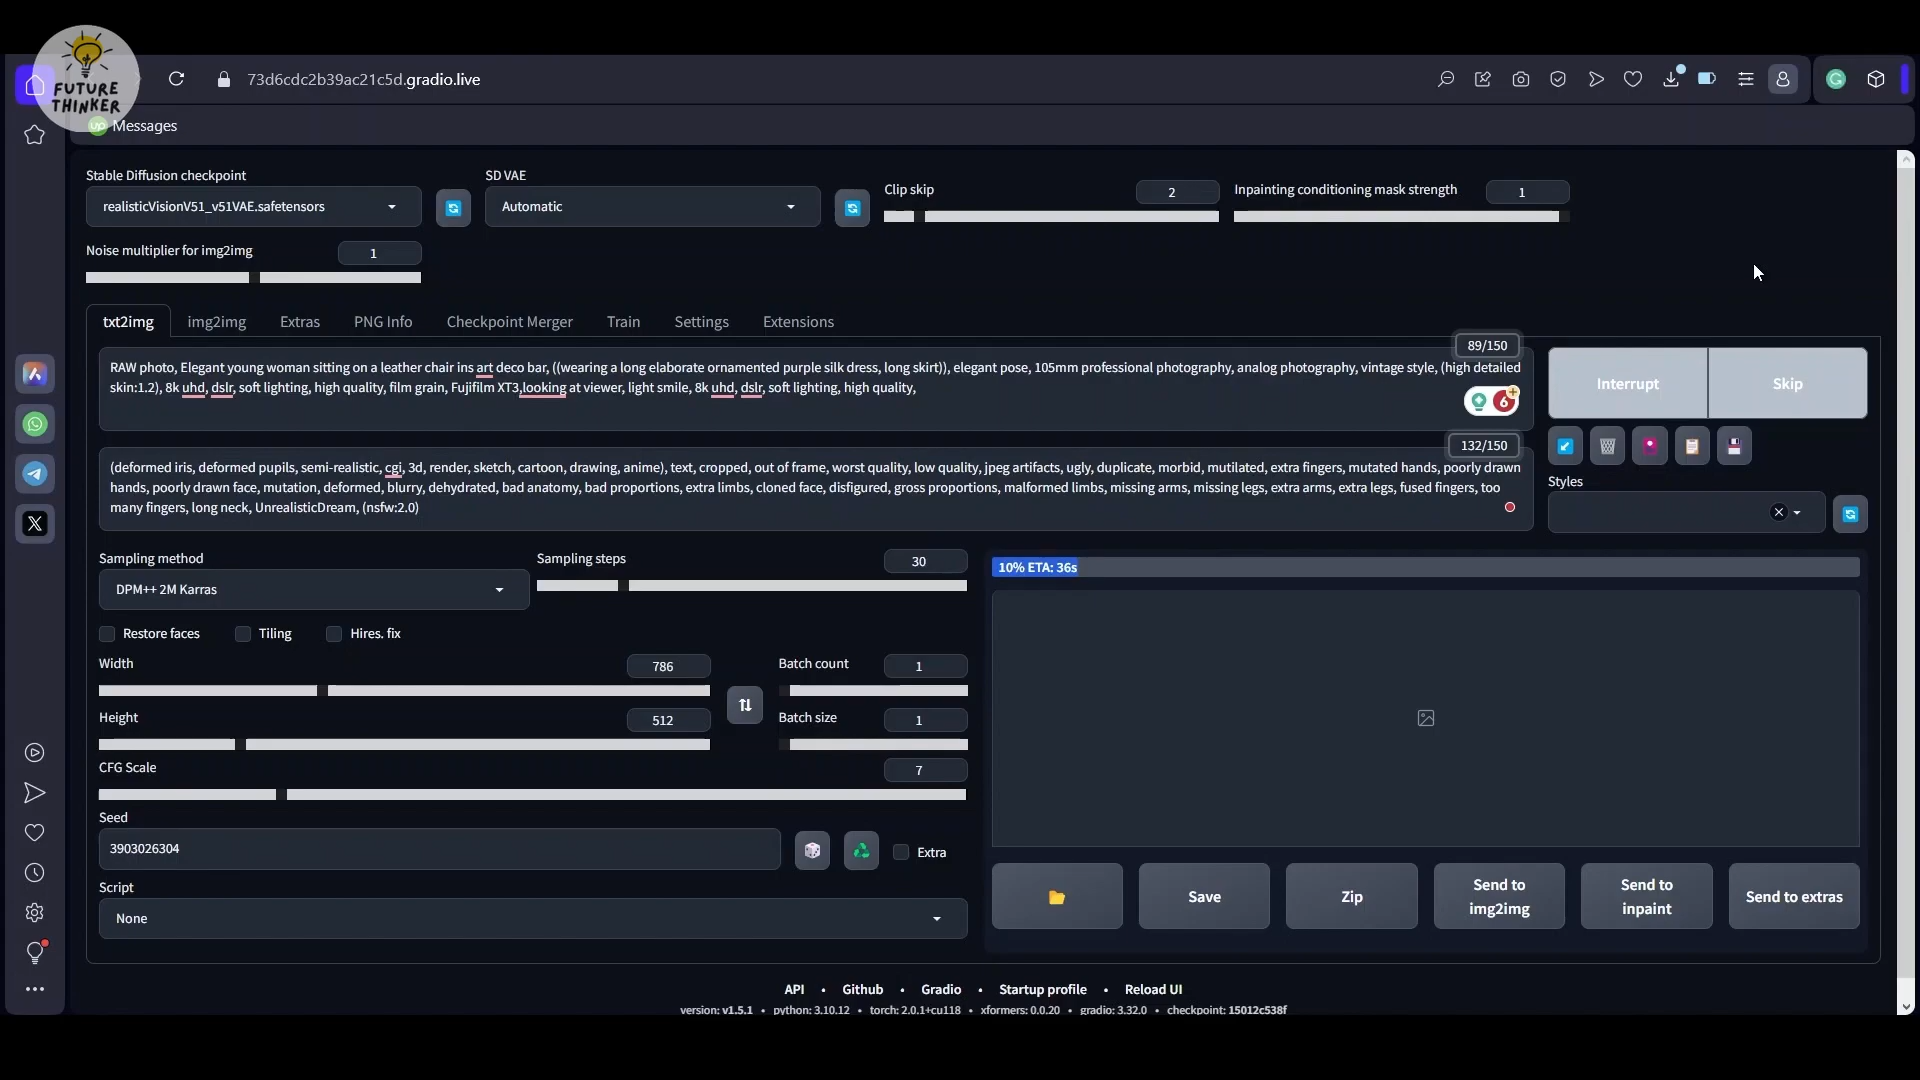 FUTURE
THINKER
73d6cdc2b39ac21c5d.gradio.live
up Messages
Stable Diffusion checkpoint
realisticVisionV51_v51VAE.safetensors
SD VAE
Automatic
Clip skip
2
Inpainting conditioning mask strength
1
Noise multiplier for img2img
1
txt2img
img2img
Extras
PNG Info
Checkpoint Merger
Train
Settings
Extensions
89/150
RAW photo, Elegant young woman sitting on a leather chair ins art deco bar, ((wearing a long elaborate ornamented purple silk dress, long skirt)), elegant pose, 105mm professional photography, analog photography, vintage style, (high detailed
skin:1.2), 8k uhd, dslr, soft lighting, high quality, film grain, Fujifilm XT3,looking at viewer, light smile, 8k uhd, dslr, soft lighting, high quality,
6
Interrupt
Skip
132/150
(deformed iris, deformed pupils, semi-realistic, cgi, 3d, render, sketch, cartoon, drawing, anime), text, cropped, out of frame, worst quality, low quality, jpeg artifacts, ugly, duplicate, morbid, mutilated, extra fingers, mutated hands, poorly drawn
hands, poorly drawn face, mutation, deformed, blurry, dehydrated, bad anatomy, bad proportions, extra limbs, cloned face, disfigured, gross proportions, malformed limbs, missing arms, missing legs, extra arms, extra legs, fused fingers, too
many fingers, long neck, UnrealisticDream, (nsfw:2.0)
Styles
Sampling method
DPM++ 2M Karras
Sampling steps
30
10% ETA: 36s
Restore faces
Tiling
Hires. fix
Width
786
Batch count
1
Height
512
Batch size
1
CFG Scale
7
Seed
3903026304
Extra
Script
None
Save
Zip
Send to
img2img
Send to
inpaint
Send to extras
API • Github • Gradio • Startup profile • Reload UI
version: v1.5.1 • python: 3.10.12 • torch: 2.0.1+cu118 • xformers: 0.0.20 • gradio: 3.32.0 • checkpoint: 15012c538f